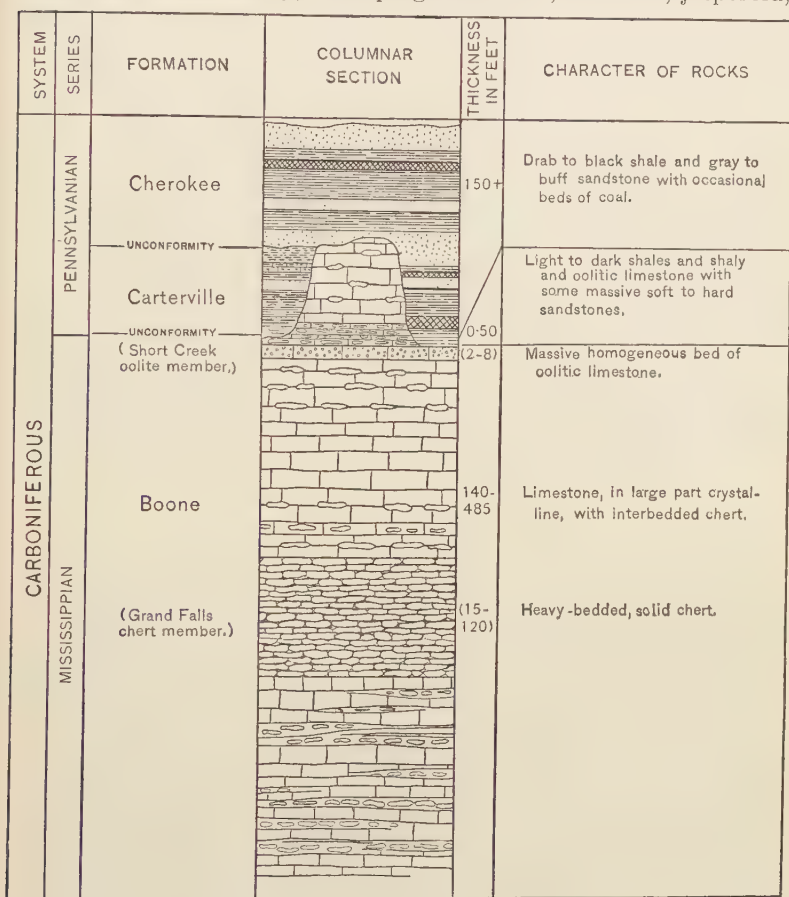 SYSTEM
SERIES
FORMATION
COLUMNAR
SECTION
THICKNESS
IN FEET
CHARACTER OF ROCKS
CARBONIFEROUS
PENNSYLVANIAN
Cherokee
150+
Drab to black shale and gray to
buff sandstone with occasional
beds of coal.
UNCONFORMITY
Carterville
0-50
Light to dark shales and shaly
and oolitic limestone with
some massive soft to hard
sandstones.
UNCONFORMITY
MISSISSIPPIAN
(Short Creek
oolite member.)
(2-8)
Massive homogeneous bed of
oolitic limestone.
Boone
140-
485
Limestone, in large part crystal-
line, with interbedded chert.
(Grand Falls
chert member.)
(15-
120)
Heavy-bedded, solid chert.